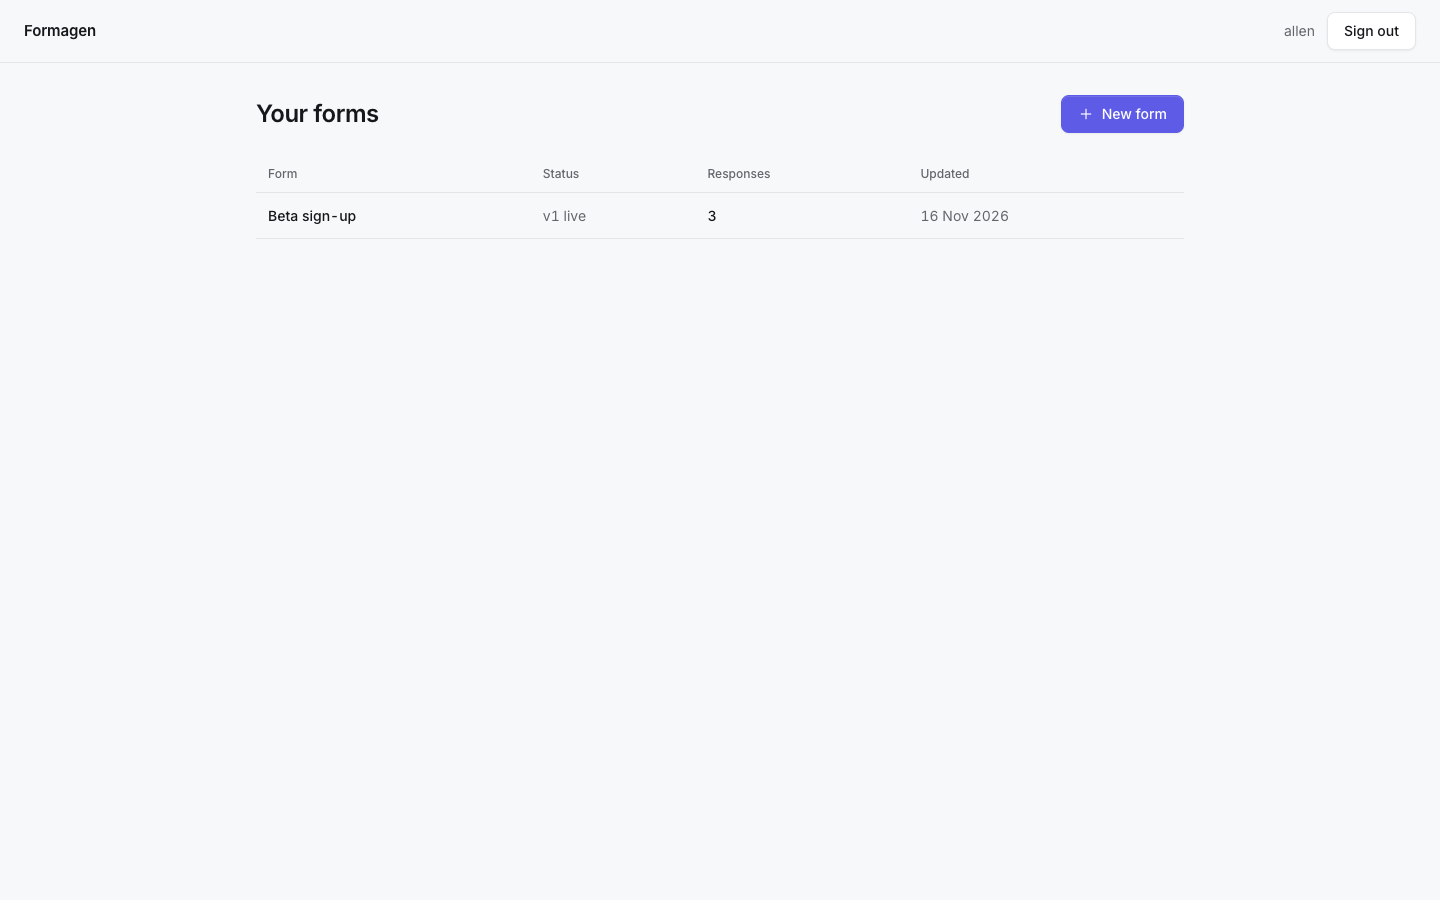 Formagen
allen
Sign out
Your forms
New form
Form Status Responses Updated
Beta sign-up v1 live 3 16 Nov 2026